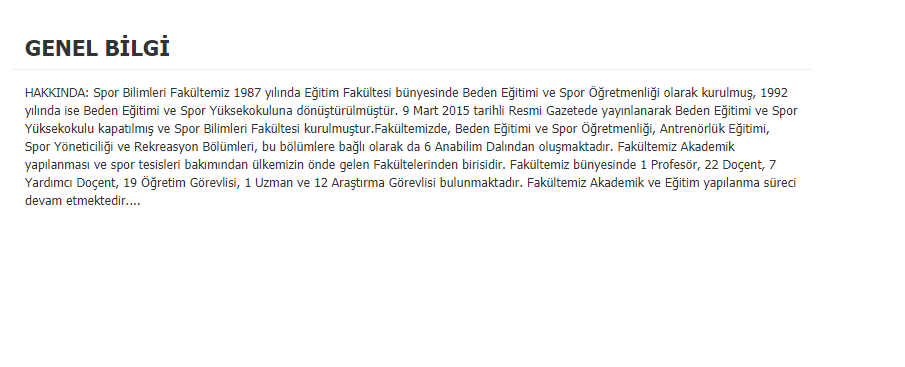 GENEL BİLGİ
HAKKINDA: Spor Bilimleri Fakültemiz 1987 yılında Eğitim Fakültesi bünyesinde Beden Eğitimi ve Spor Öğretmenliği olarak kurulmuş, 1992
yılında ise Beden Eğitimi ve Spor Yüksekokuluna dönüştürülmüştür. 9 Mart 2015 tarihli Resmi Gazetede yayınlanarak Beden Eğitimi ve Spor
Yüksekokulu kapatılmış ve Spor Bilimleri Fakültesi kurulmuştur.Fakültemizde, Beden Eğitimi ve Spor Öğretmenliği, Antrenörlük Eğitimi,
Spor Yöneticiliği ve Rekreasyon Bölümleri, bu bölümlere bağlı olarak da 6 Anabilim Dalından oluşmaktadır. Fakültemiz Akademik
yapılanması ve spor tesisleri bakımından ülkemizin önde gelen Fakültelerinden birisidir. Fakültemiz bünyesinde 1 Profesör, 22 Doçent, 7
Yardımcı Doçent, 19 Öğretim Görevlisi, 1 Uzman ve 12 Araştırma Görevlisi bulunmaktadır. Fakültemiz Akademik ve Eğitim yapılanma süreci
devam etmektedir....